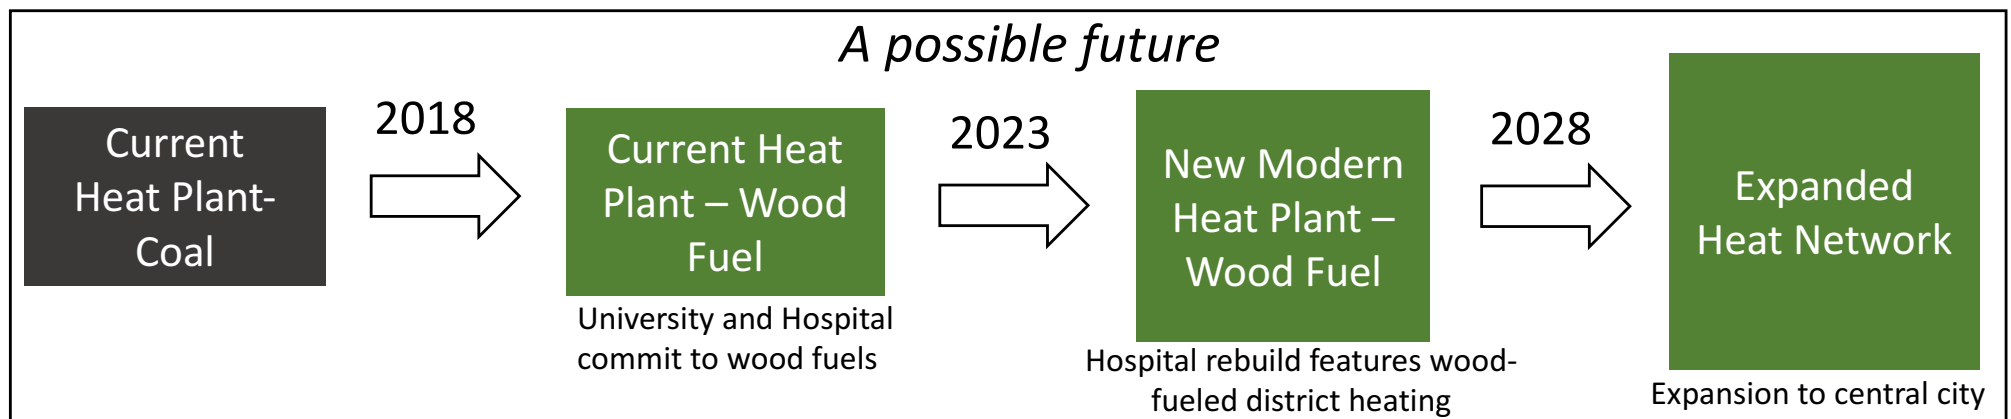 A possible future
Current
Heat Plant-
Coal
2018
Current Heat
Plant – Wood
Fuel
University and Hospital
commit to wood fuels
2023
New Modern
Heat Plant –
Wood Fuel
Hospital rebuild features wood-
fueled district heating
2028
Expanded
Heat Network
Expansion to central city